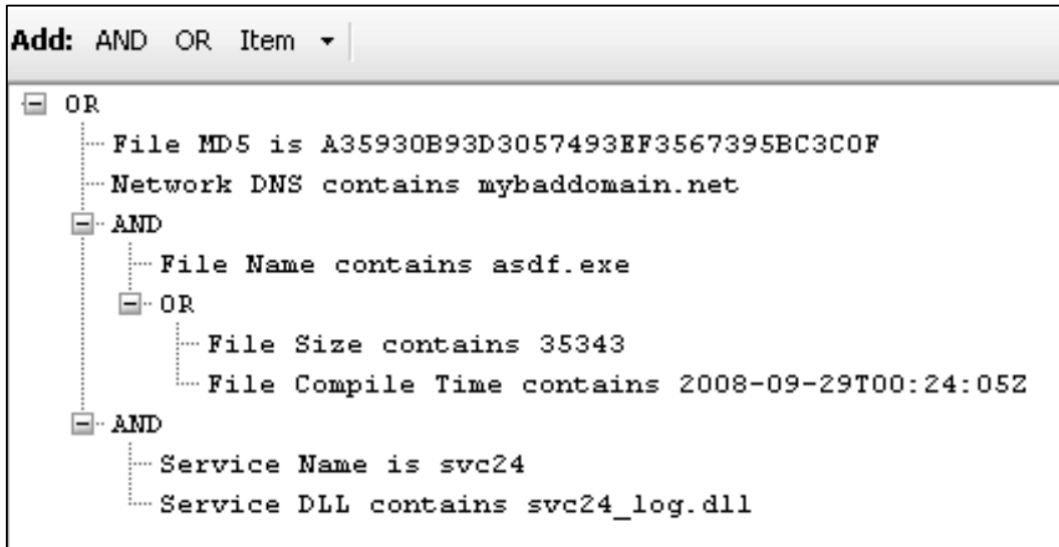 Add: AND OR Item
OR
File MD5 is A35930B93D3057493EF3567395BC3C0F
Network DNS contains mybaddomain.net
AND
File Name contains asdf.exe
OR
File Size contains 35343
File Compile Time contains 2008-09-29T00:24:05Z
AND
Service Name is svc24
Service DLL contains svc24_log.dll